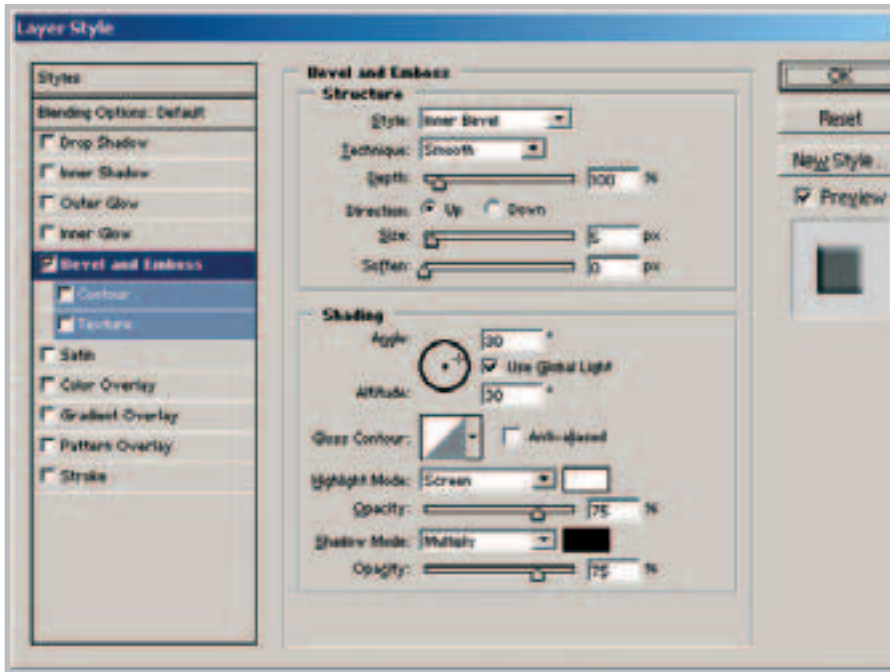 Layer Style
Styles
Blending Options: Default
Drop Shadow
Inner Shadow
Outer Glow
Inner Glow
Bevel and Emboss
Contour
Texture
Satin
Color Overlay
Gradient Overlay
Pattern Overlay
Stroke
Bevel and Emboss
Structure
Style: Inner Bevel
Technique: Smooth
Depth: 100 %
Direction: Up Down
Size: 5 px
Soften: 0 px
Shading
Angle: 30 °
Use Global Light
Altitude: 30 °
Gloss Contour: Anti-aliased
Highlight Mode: Screen
Opacity: 75 %
Shadow Mode: Multiply
Opacity: 75 %
OK
Reset
New Style...
Preview